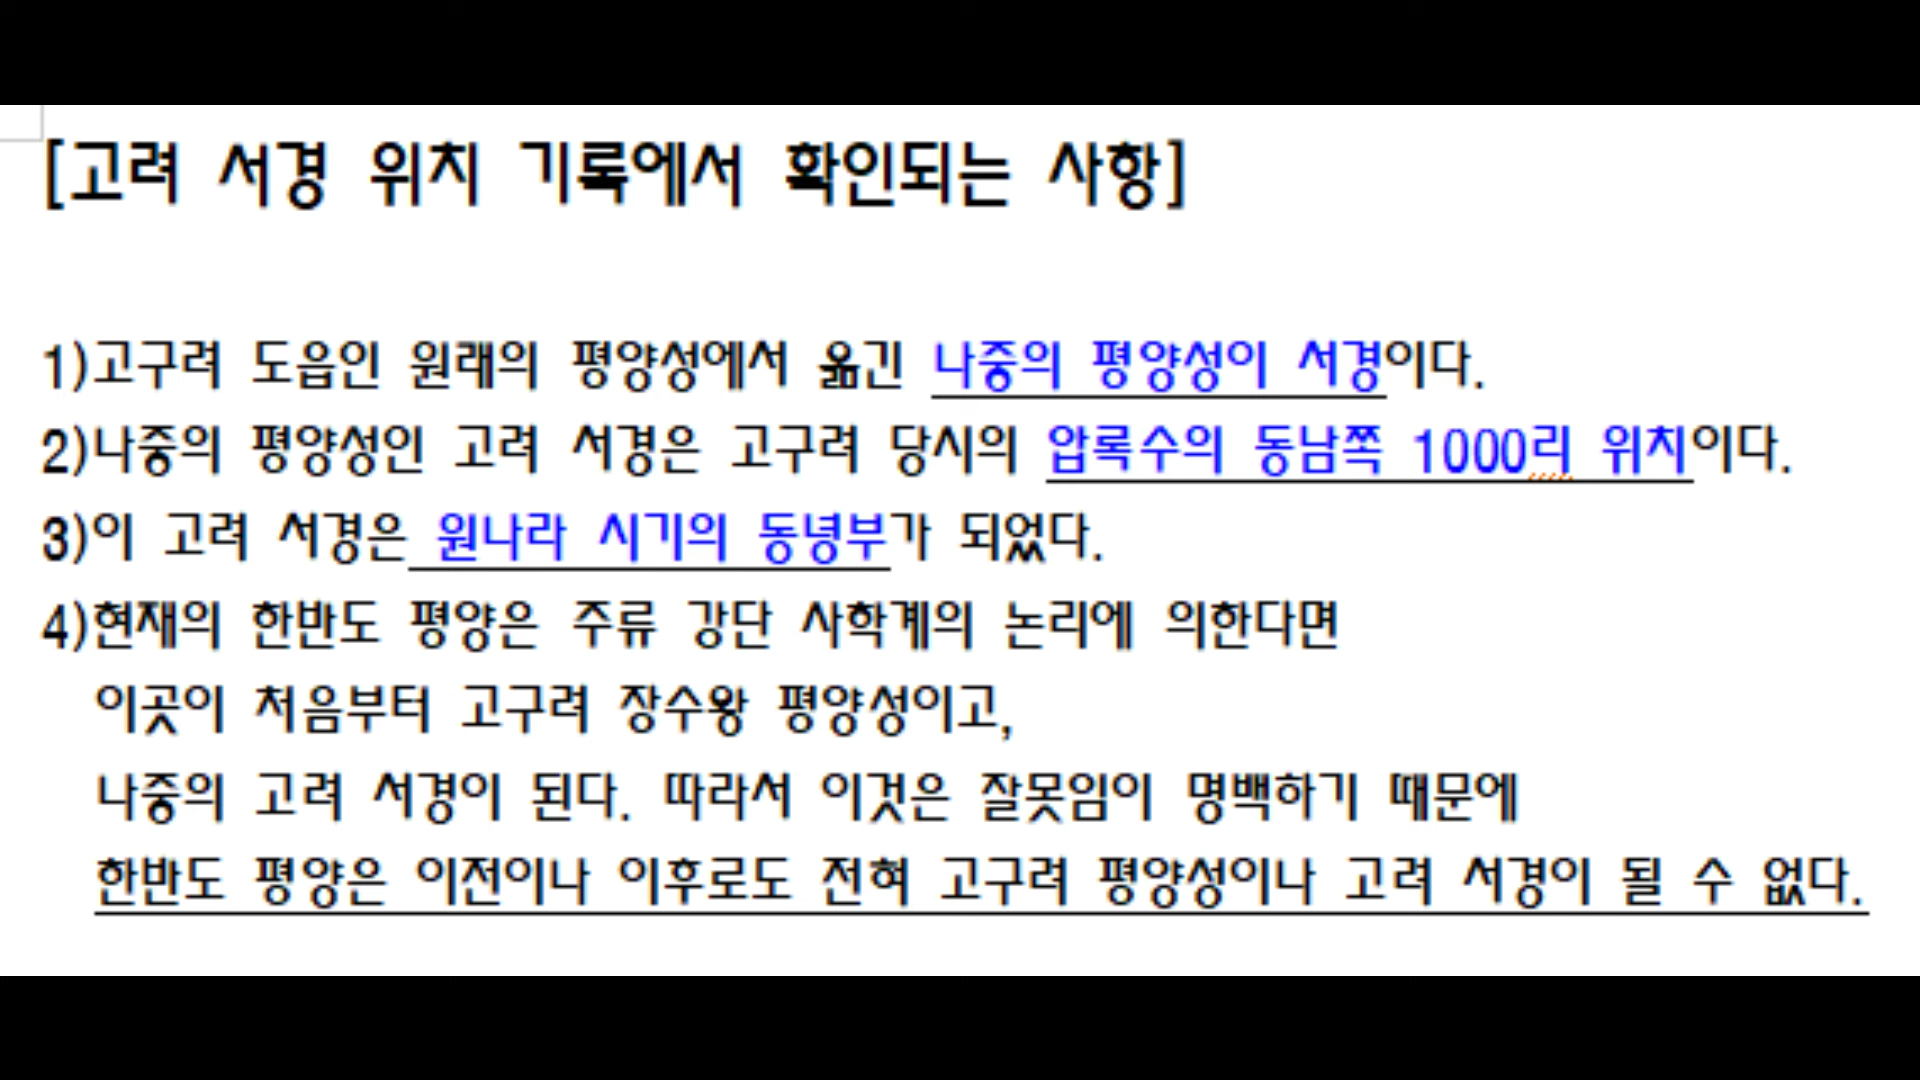 [고려 서경 위치 기록에서 확인되는 사항]
1)고구려 도읍인 원래의 평양성에서 옮긴 나중의 평양성이 서경이다.
2)나중의 평양성인 고려 서경은 고구려 당시의 압록수의 동남쪽 1000리 위치이다.
3)이 고려 서경은 원나라 시기의 동녕부가 되었다.
4)현재의 한반도 평양은 주류 강단 사학계의 논리에 의한다면
이곳이 처음부터 고구려 장수왕 평양성이고,
나중의 고려 서경이 된다. 따라서 이것은 잘못임이 명백하기 때문에
한반도 평양은 이전이나 이후로도 전혀 고구려 평양성이나 고려 서경이 될 수 없다.